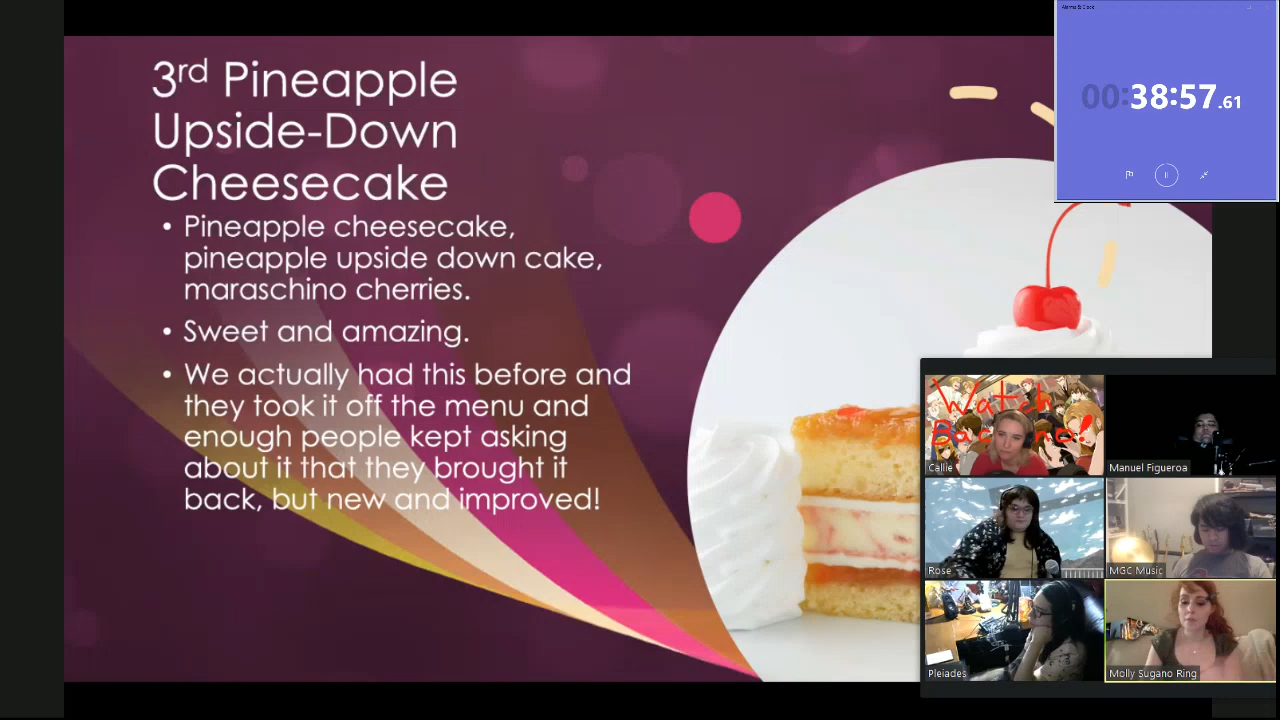 3rd Pineapple
Upside-Down
Cheesecake
• Pineapple cheesecake,
pineapple upside down cake,
maraschino cherries.
• Sweet and amazing.
• We actually had this before and
they took it off the menu and
enough people kept asking
about it that they brought it
back, but new and improved!
Alarms & Clock
00:38:57.61
Watch
Baccano!
Callie
Manuel Figueroa
Rose
MGC Music
Pleiades
Molly Sugano Ring